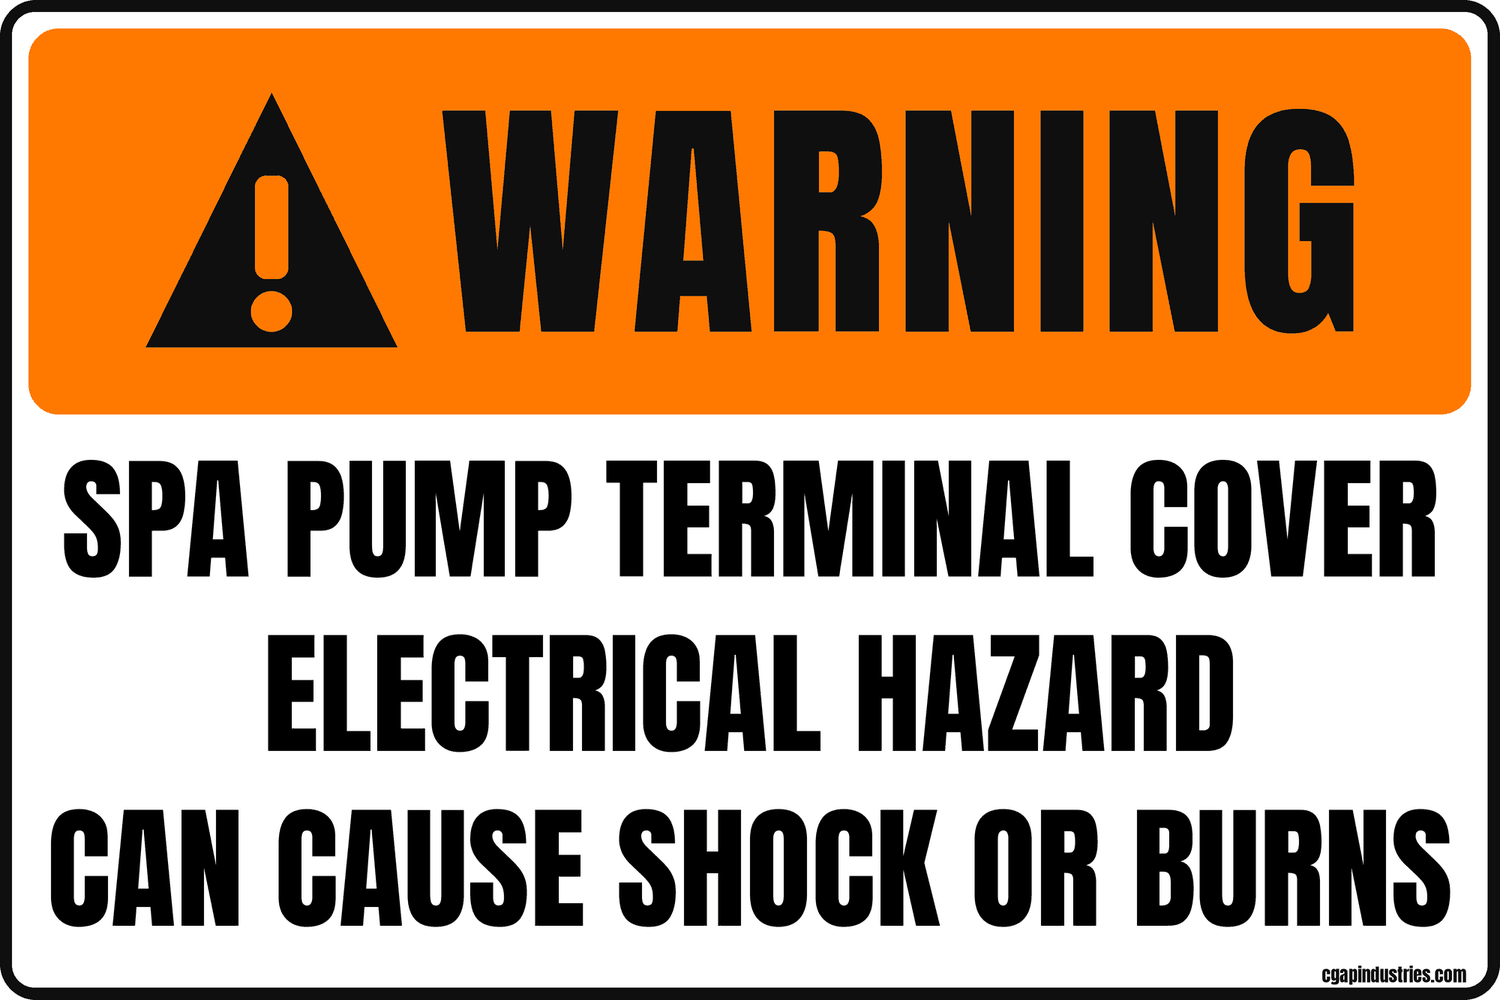 WARNING
SPA PUMP TERMINAL COVER
ELECTRICAL HAZARD
CAN CAUSE SHOCK OR BURNS
cgapindustries.com